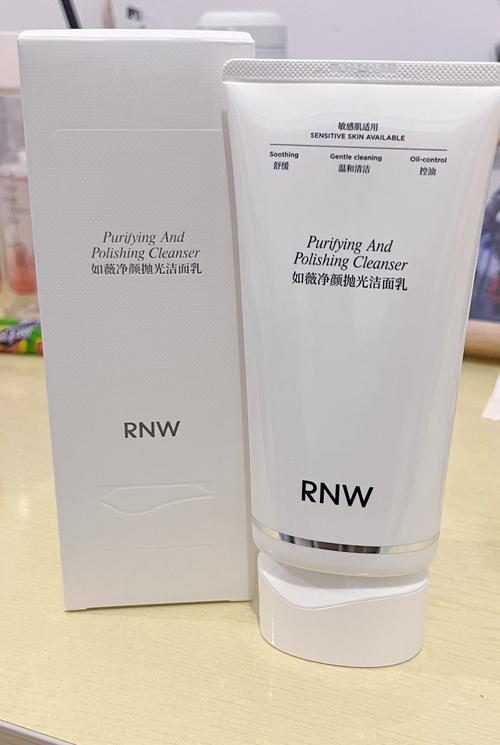 Purifying And
Polishing Cleanser
如薇净颜抛光洁面乳
RNW
敏感肌适用
SENSITIVE SKIN AVAILABLE
Soothing Gentle cleaning Oil-control
舒缓 温和清洁 控油
Purifying And
Polishing Cleanser
如薇净颜抛光洁面乳
RNW